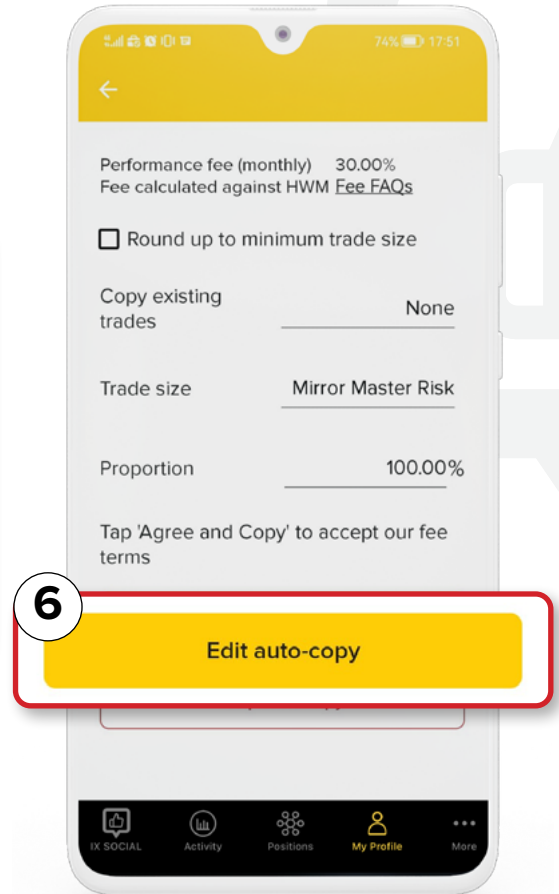 74% 17:51
Performance fee (monthly) 30.00%
Fee calculated against HWM Fee FAQs
Round up to minimum trade size
Copy existing
trades
None
Trade size Mirror Master Risk
Proportion 100.00%
Tap 'Agree and Copy' to accept our fee
terms
6
Edit auto-copy
IX SOCIAL Activity Positions My Profile More